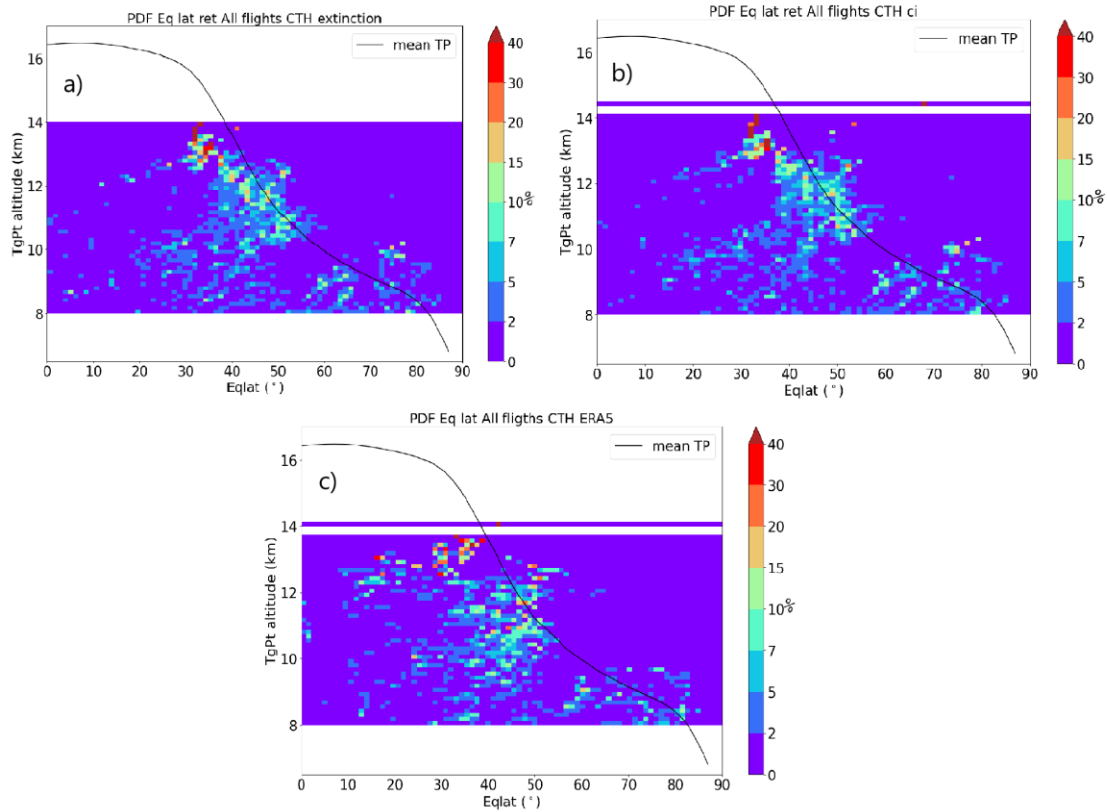 PDF Eq lat ret All flights CTH extinction
a)
mean TP
TgPt altitude (km)
16
14
12
10
8
0 10 20 30 40 50 60 70 80 90
Eqlat (°)
40
30
20
15
10
7
5
2
0
%
PDF Eq lat ret All flights CTH ci
b)
mean TP
TgPt altitude (km)
16
14
12
10
8
0 10 20 30 40 50 60 70 80 90
Eqlat (°)
40
30
20
15
10
7
5
2
0
%
PDF Eq lat All fligths CTH ERA5
c)
mean TP
TgPt altitude (km)
16
14
12
10
8
0 10 20 30 40 50 60 70 80 90
Eqlat (°)
40
30
20
15
10
7
5
2
0
%